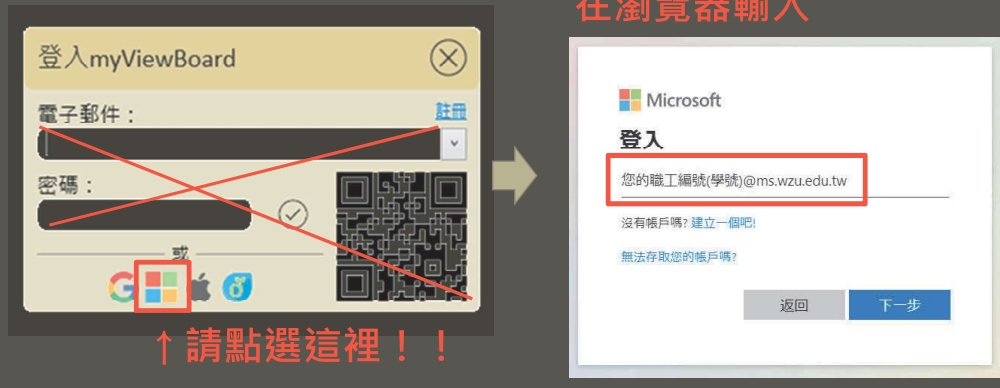 登入myViewBoard
電子郵件：
註冊
密碼：
或
↑請點選這裡！！
在瀏覽器輸入
Microsoft
登入
您的職工編號(學號)@ms.wzu.edu.tw
沒有帳戶嗎? 建立一個吧!
無法存取您的帳戶嗎?
返回
下一步